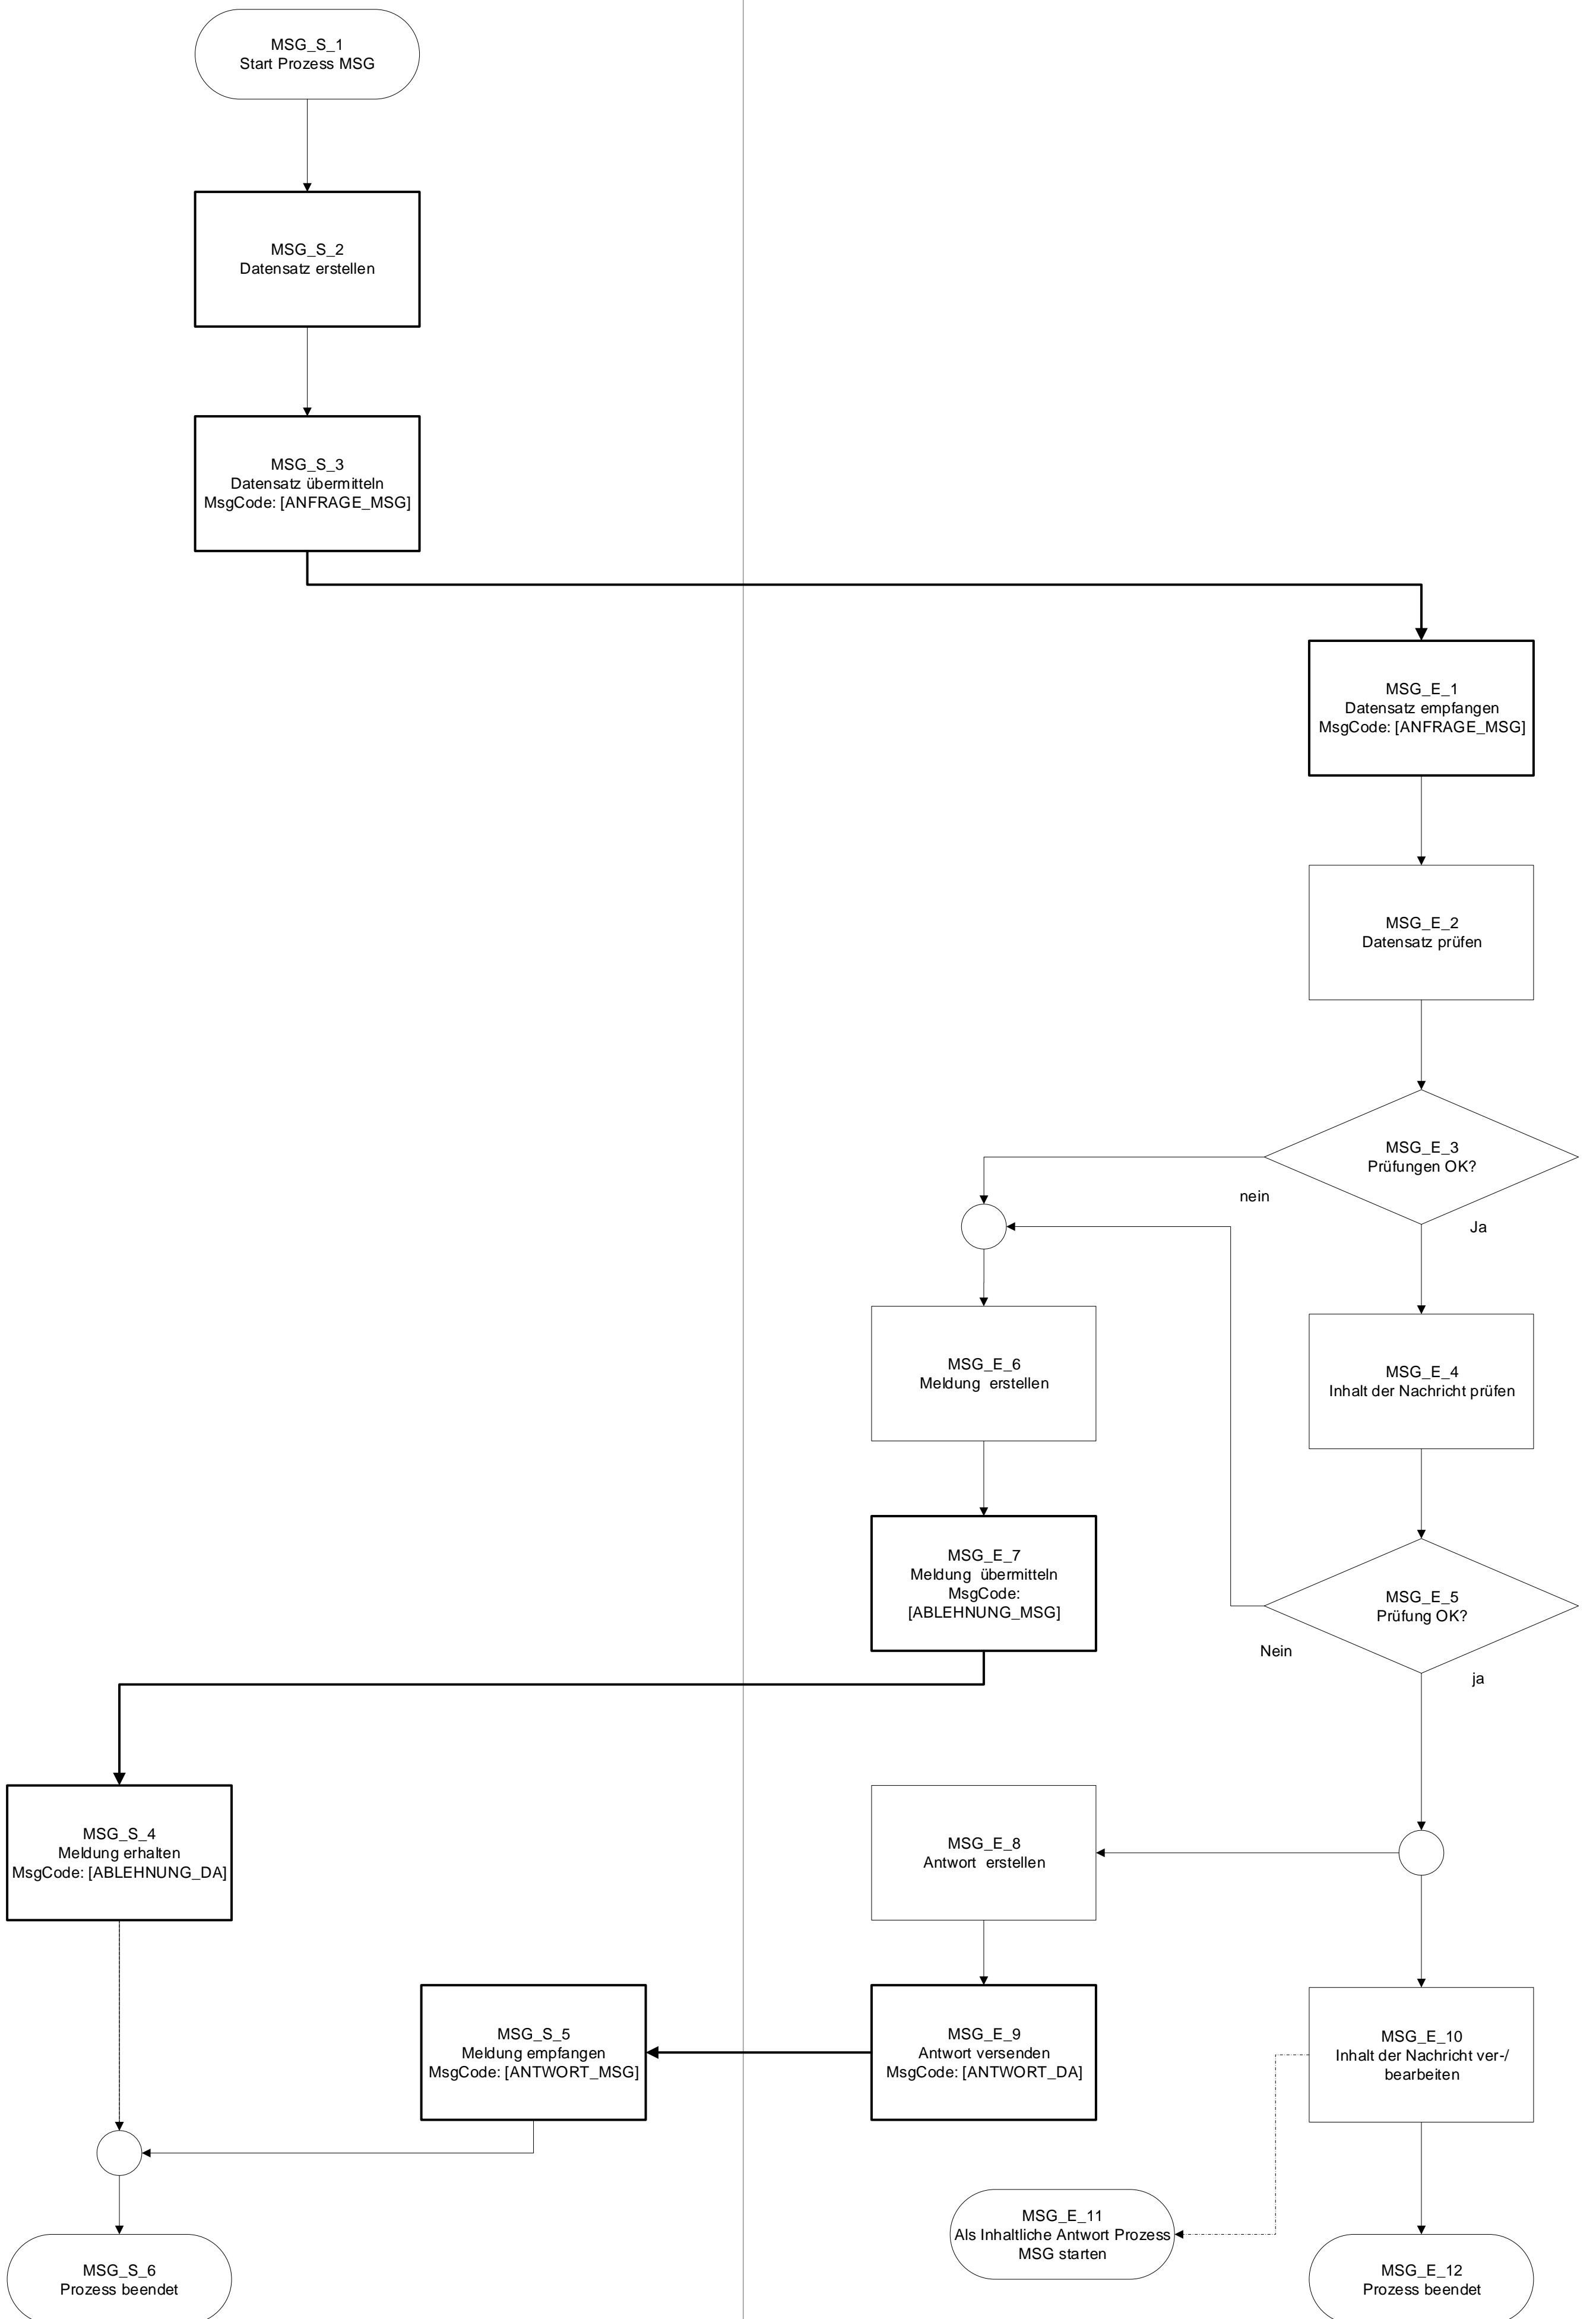 MSG_S_1
Start Prozess MSG
MSG_S_2
Datensatz erstellen
MSG_S_3
Datensatz übermitteln
MsgCode: [ANFRAGE_MSG]
MSG_E_1
Datensatz empfangen
MsgCode: [ANFRAGE_MSG]
MSG_E_2
Datensatz prüfen
MSG_E_3
Prüfungen OK?
nein
Ja
MSG_E_6
Meldung erstellen
MSG_E_4
Inhalt der Nachricht prüfen
MSG_E_7
Meldung übermitteln
MsgCode:
[ABLEHNUNG_MSG]
MSG_E_5
Prüfung OK?
Nein
ja
MSG_S_4
Meldung erhalten
MsgCode: [ABLEHNUNG_DA]
MSG_E_8
Antwort erstellen
MSG_S_5
Meldung empfangen
MsgCode: [ANTWORT_MSG]
MSG_E_9
Antwort versenden
MsgCode: [ANTWORT_DA]
MSG_E_10
Inhalt der Nachricht ver-/
bearbeiten
MSG_E_11
Als Inhaltliche Antwort Prozess
MSG starten
MSG_S_6
Prozess beendet
MSG_E_12
Prozess beendet